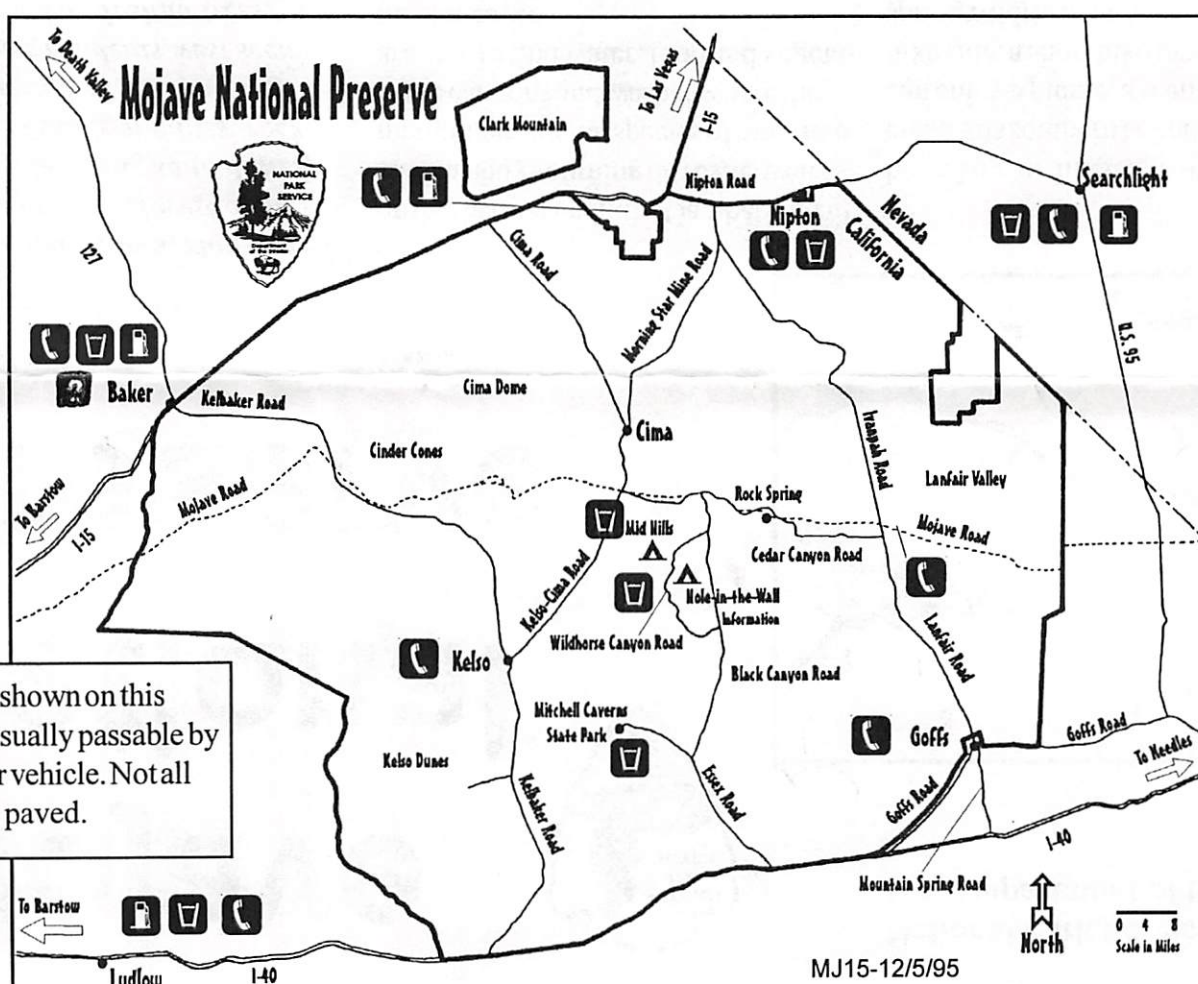 To Death Valley
Mojave National Preserve
NATIONAL
PARK
SERVICE
Clark Mountain
To Las Vegas
I-15
Nipton Road
Nipton
Nevada
California
Searchlight
127
Cima Road
Morning Star Mine Road
U.S. 95
Baker
Kelbaker Road
Cima Dome
Cima
Cinder Cones
Ivanpah Road
Lanfair Valley
To Barstow
I-15
Mojave Road
Rock Spring
Mid Hills
Mojave Road
Cedar Canyon Road
Kelso-Cima Road
Hole-in-the-Wall
Information
Wildhorse Canyon Road
Lanfair Road
Kelso
Black Canyon Road
shown on this
sually passable by
r vehicle. Not all
paved.
Mitchell Caverns
State Park
Kelso Dunes
Goffs
Goffs Road
To Needles
Kelbaker Road
Essex Road
Goffs Road
I-40
Mountain Spring Road
To Barstow
Ludlow
I-40
North
0 4 8
Scale in Miles
MJ15-12/5/95